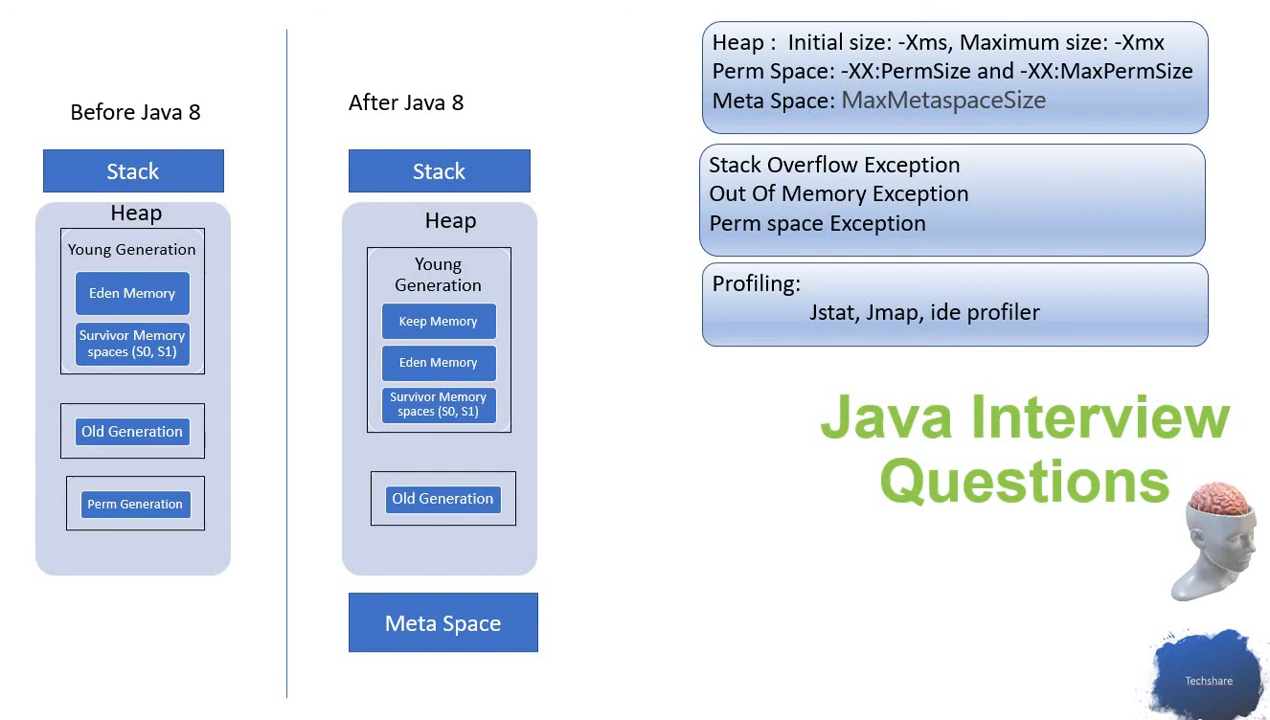 Before Java 8
Stack
Heap
Young Generation
Eden Memory
Survivor Memory
spaces (S0, S1)
Old Generation
Perm Generation
After Java 8
Stack
Heap
Young
Generation
Keep Memory
Eden Memory
Survivor Memory
spaces (S0, S1)
Old Generation
Meta Space
Heap :  Initial size: -Xms, Maximum size: -Xmx
Perm Space: -XX:PermSize and -XX:MaxPermSize
Meta Space: MaxMetaspaceSize
Stack Overflow Exception
Out Of Memory Exception
Perm space Exception
Profiling:
Jstat, Jmap, ide profiler
Java Interview
Questions
Techshare